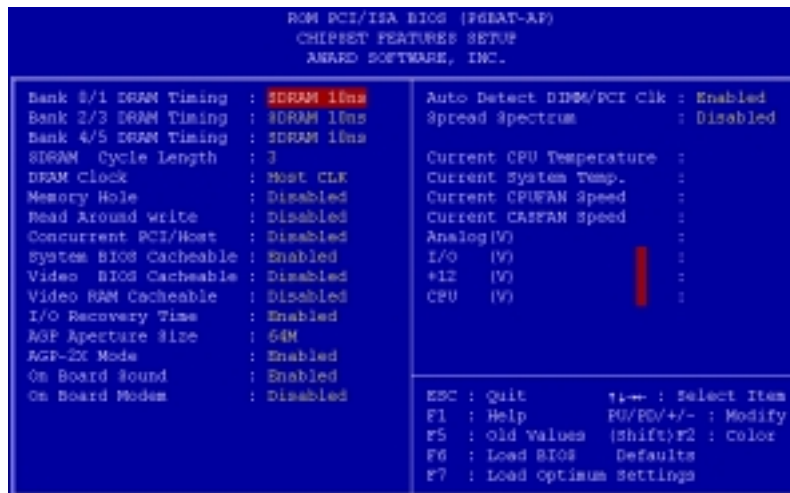 ROM PCI/ISA BIOS (P6BAT-AP)
CHIPSET FEATURES SETUP
AWARD SOFTWARE, INC.
Bank 0/1 DRAM Timing : SDRAM 10ns
Bank 2/3 DRAM Timing : SDRAM 10ns
Bank 4/5 DRAM Timing : SDRAM 10ns
SDRAM Cycle Length : 3
DRAM Clock : Host CLK
Memory Hole : Disabled
Read Around write : Disabled
Concurrent PCI/Host : Disabled
System BIOS Cacheable : Enabled
Video BIOS Cacheable : Disabled
Video RAM Cacheable : Disabled
I/O Recovery Time : Enabled
AGP Aperture Size : 64M
AGP-2X Mode : Enabled
On Board Sound : Enabled
On Board Modem : Disabled
Auto Detect DIMM/PCI Clk : Enabled
Spread Spectrum : Disabled
Current CPU Temperature :
Current System Temp. :
Current CPUFAN Speed :
Current CASFAN Speed :
Analog(V) :
I/O (V) :
+12 (V) :
CPU (V) :
ESC : Quit ↑↓→← : Select Item
F1 : Help PU/PD/+/- : Modify
F5 : Old Values (Shift)F2 : Color
F6 : Load BIOS Defaults
F7 : Load Optimum Settings